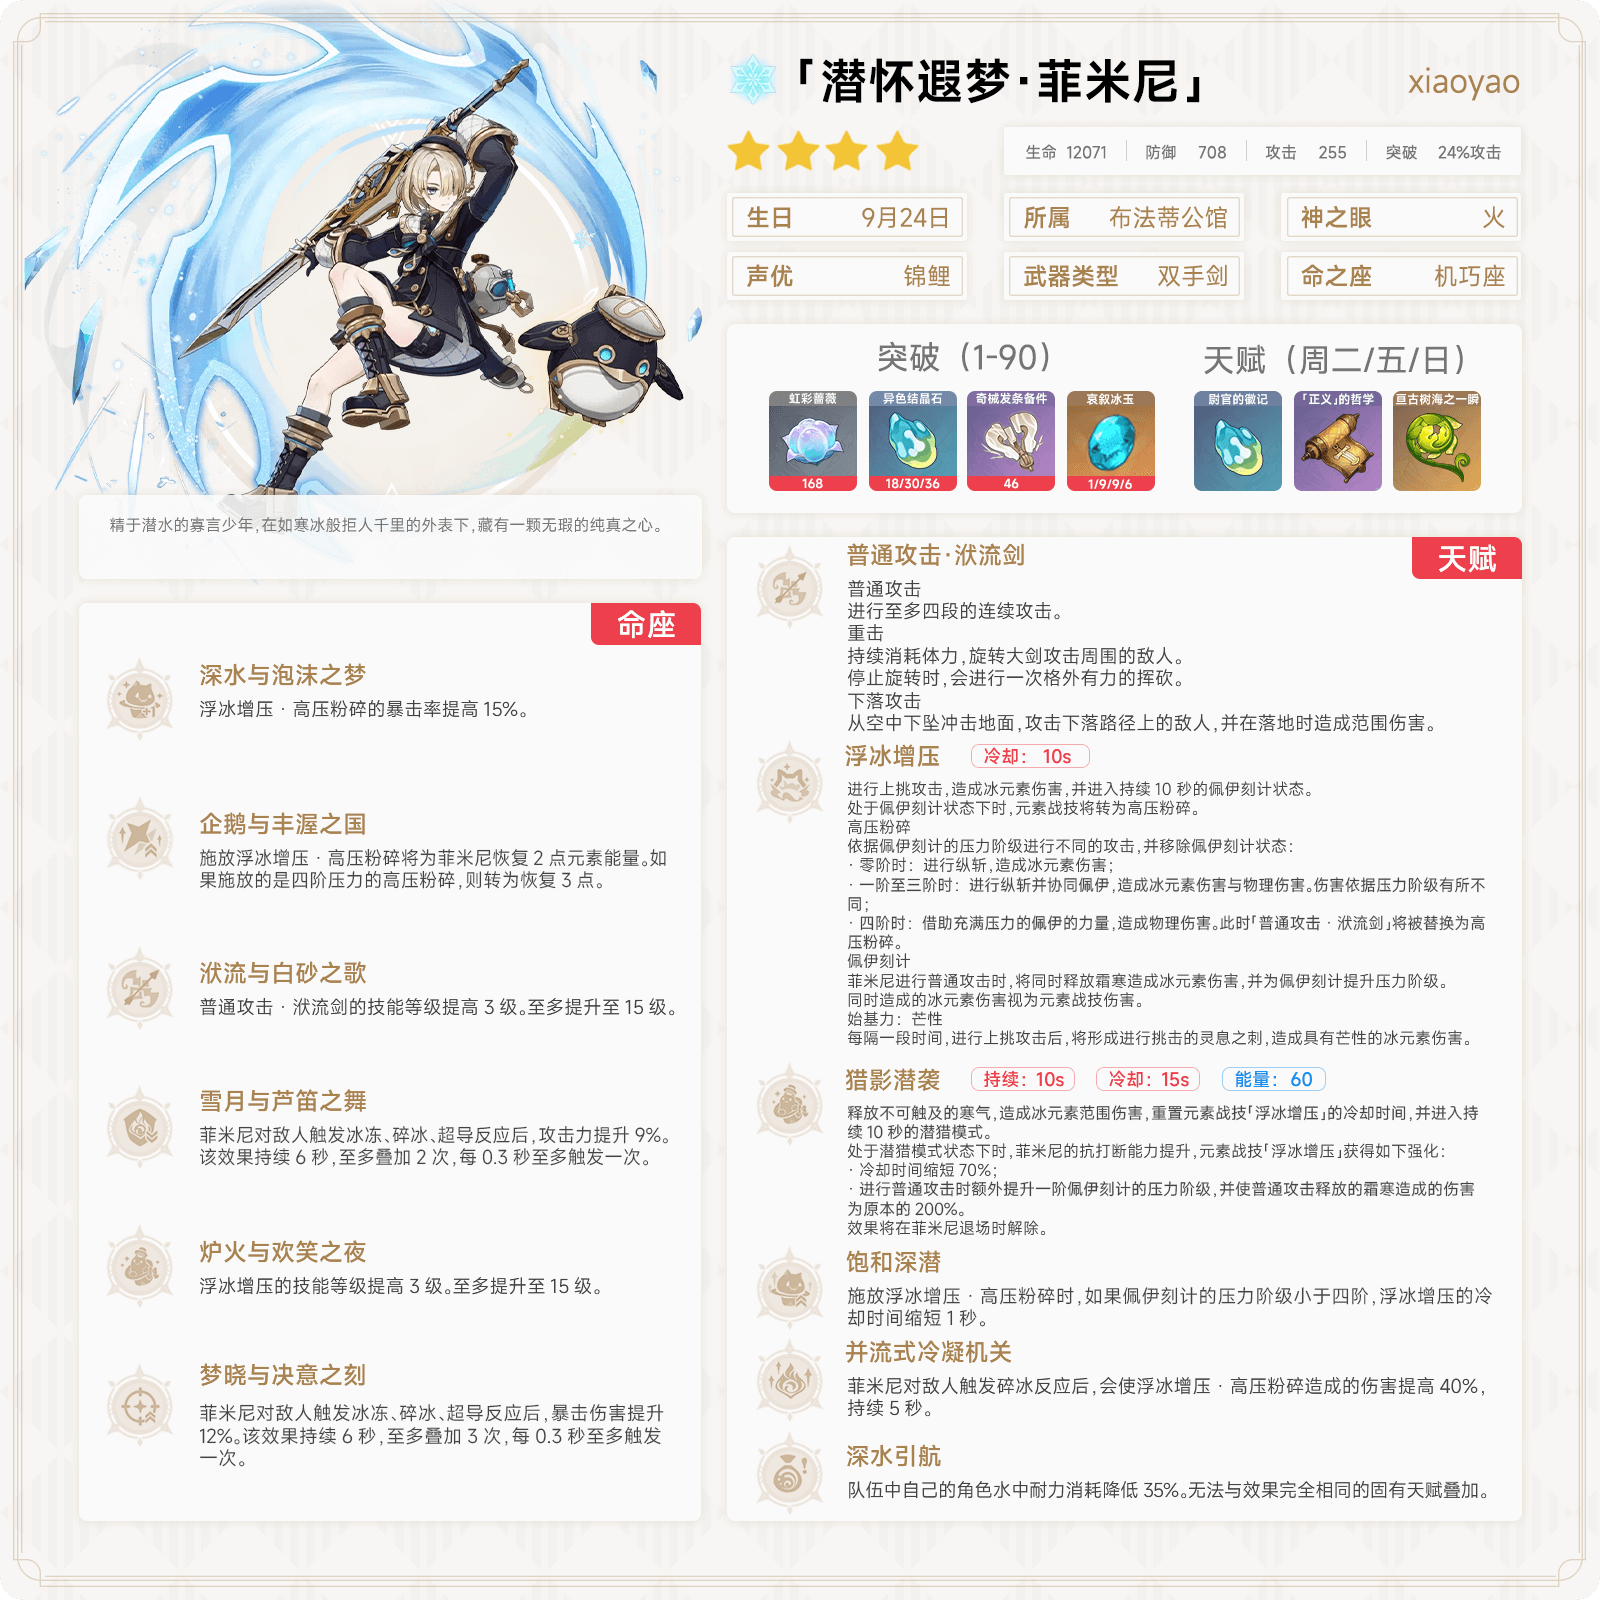 「潜怀遐梦·菲米尼」
xiaoyao
生命 12071 防御 708 攻击 255 突破 24%攻击
生日 9月24日 所属 布法蒂公馆 神之眼 火
声优 锦鲤 武器类型 双手剑 命之座 机巧座
突破（1-90）
虹彩蔷薇 异色结晶石 奇械发条备件 哀叙冰玉
168 18/30/36 46 1/9/9/6
天赋（周二/五/日）
尉官的徽记 「正义」的哲学 亘古树海之一瞬
精于潜水的寡言少年,在如寒冰般拒人千里的外表下,藏有一颗无瑕的纯真之心。
命座
深水与泡沫之梦
浮冰增压 · 高压粉碎的暴击率提高 15%。
企鹅与丰渥之国
施放浮冰增压 · 高压粉碎将为菲米尼恢复 2 点元素能量。如
果施放的是四阶压力的高压粉碎,则转为恢复 3 点。
洑流与白砂之歌
普通攻击 · 洑流剑的技能等级提高 3 级。至多提升至 15 级。
雪月与芦笛之舞
菲米尼对敌人触发冰冻、碎冰、超导反应后,攻击力提升 9%。
该效果持续 6 秒,至多叠加 2 次,每 0.3 秒至多触发一次。
炉火与欢笑之夜
浮冰增压的技能等级提高 3 级。至多提升至 15 级。
梦晓与决意之刻
菲米尼对敌人触发冰冻、碎冰、超导反应后,暴击伤害提升
12%。该效果持续 6 秒,至多叠加 3 次,每 0.3 秒至多触发
一次。
天赋
普通攻击·洑流剑
普通攻击
进行至多四段的连续攻击。
重击
持续消耗体力,旋转大剑攻击周围的敌人。
停止旋转时,会进行一次格外有力的挥砍。
下落攻击
从空中下坠冲击地面,攻击下落路径上的敌人,并在落地时造成范围伤害。
浮冰增压 冷却： 10s
进行上挑攻击,造成冰元素伤害,并进入持续 10 秒的佩伊刻计状态。
处于佩伊刻计状态下时,元素战技将转为高压粉碎。
高压粉碎
依据佩伊刻计的压力阶级进行不同的攻击,并移除佩伊刻计状态：
· 零阶时：进行纵斩,造成冰元素伤害；
· 一阶至三阶时：进行纵斩并协同佩伊,造成冰元素伤害与物理伤害。伤害依据压力阶级有所不
同；
· 四阶时：借助充满压力的佩伊的力量,造成物理伤害。此时「普通攻击 · 洑流剑」将被替换为高
压粉碎。
佩伊刻计
菲米尼进行普通攻击时,将同时释放霜寒造成冰元素伤害,并为佩伊刻计提升压力阶级。
同时造成的冰元素伤害视为元素战技伤害。
始基力：芒性
每隔一段时间,进行上挑攻击后,将形成进行挑击的灵息之刺,造成具有芒性的冰元素伤害。
猎影潜袭 持续：10s 冷却：15s 能量： 60
释放不可触及的寒气,造成冰元素范围伤害,重置元素战技「浮冰增压」的冷却时间,并进入持
续 10 秒的潜猎模式。
处于潜猎模式状态下时,菲米尼的抗打断能力提升,元素战技「浮冰增压」获得如下强化：
· 冷却时间缩短 70%；
· 进行普通攻击时额外提升一阶佩伊刻计的压力阶级,并使普通攻击释放的霜寒造成的伤害
为原本的 200%。
效果将在菲米尼退场时解除。
饱和深潜
施放浮冰增压 · 高压粉碎时,如果佩伊刻计的压力阶级小于四阶,浮冰增压的冷
却时间缩短 1 秒。
并流式冷凝机关
菲米尼对敌人触发碎冰反应后,会使浮冰增压 · 高压粉碎造成的伤害提高 40%,
持续 5 秒。
深水引航
队伍中自己的角色水中耐力消耗降低 35%。无法与效果完全相同的固有天赋叠加。